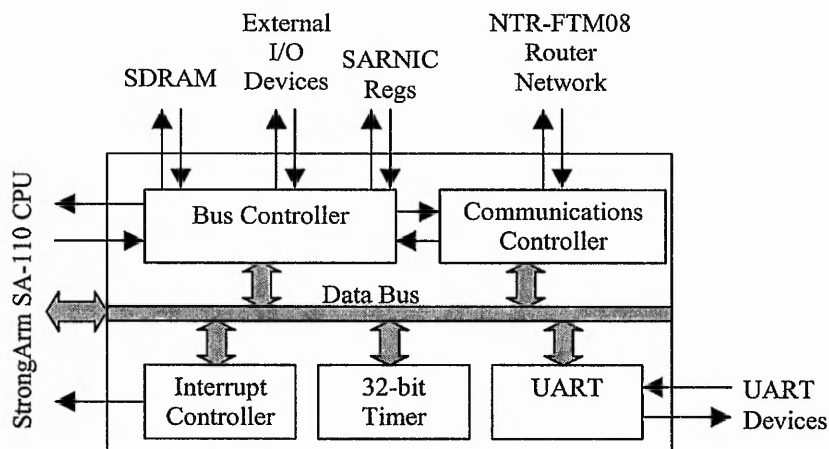 External
I/O
Devices
NTR-FTM08
Router
Network
SDRAM
SARNIC
Regs
StrongArm SA-110 CPU
Bus Controller
Communications
Controller
Data Bus
Interrupt
Controller
32-bit
Timer
UART
UART
Devices